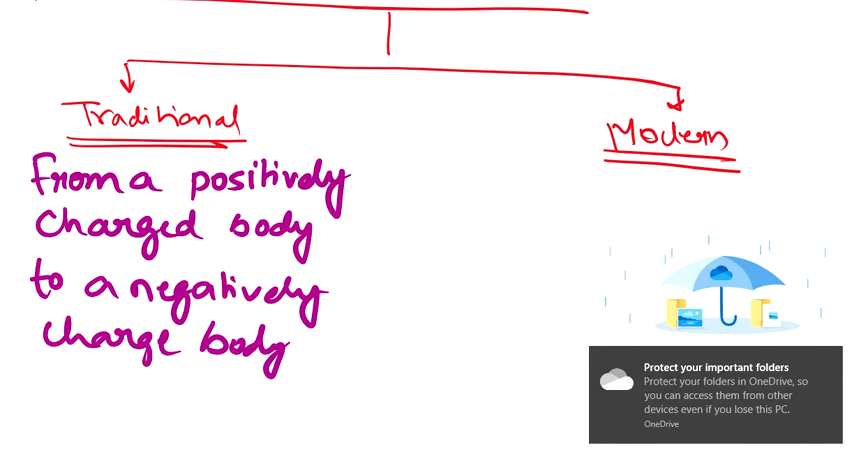 Traditional
Modern
From a positively
Charged body
to a negatively
charge body
Protect your important folders
Protect your folders in OneDrive, so
you can access them from other
devices even if you lose this PC.
OneDrive